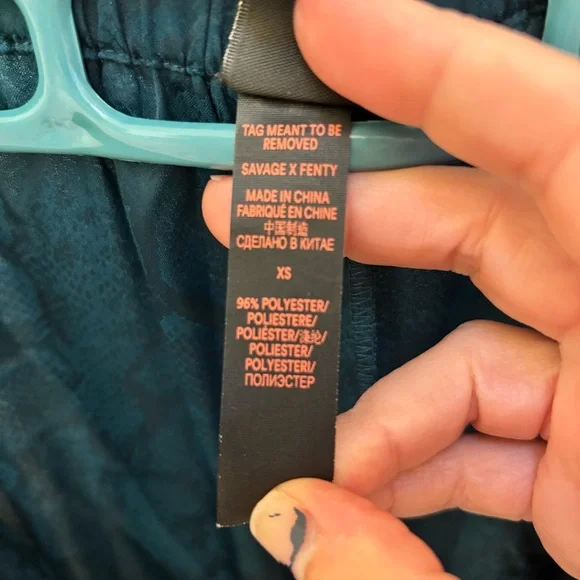 TAG MEANT TO BE
REMOVED
SAVAGE X FENTY
MADE IN CHINA
FABRIQUÉ EN CHINE
中国制造
СДЕЛАНО В КИТАЕ
XS
96% POLYESTER/
POLIESTERE/
POLIÉSTER/涤纶/
POLIESTER/
POLYESTERI/
ПОЛИЭСТЕР